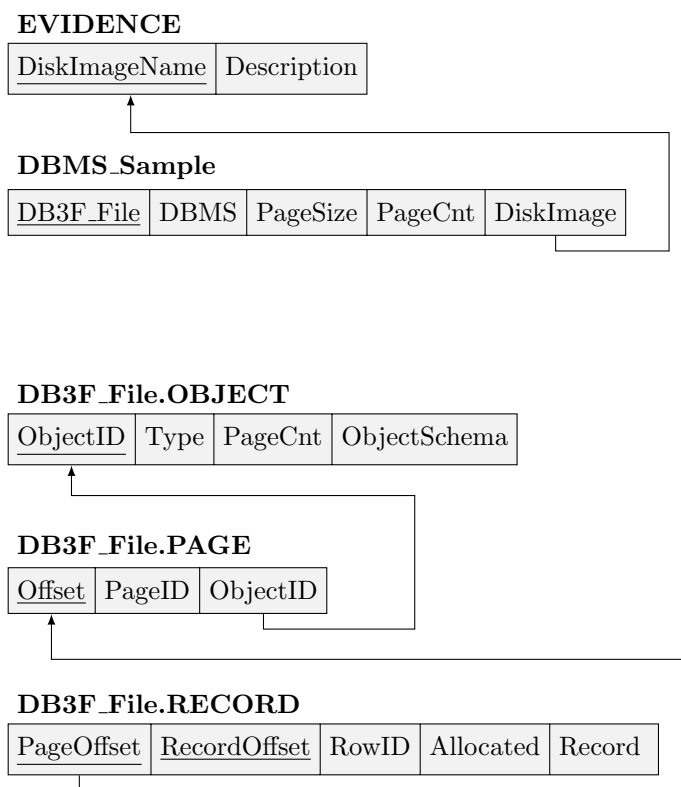 EVIDENCE
DiskImageName Description
DBMS_Sample
DB3F_File DBMS PageSize PageCnt DiskImage
DB3F_File.OBJECT
ObjectID Type PageCnt ObjectSchema
DB3F_File.PAGE
Offset PageID ObjectID
DB3F_File.RECORD
PageOffset RecordOffset RowID Allocated Record